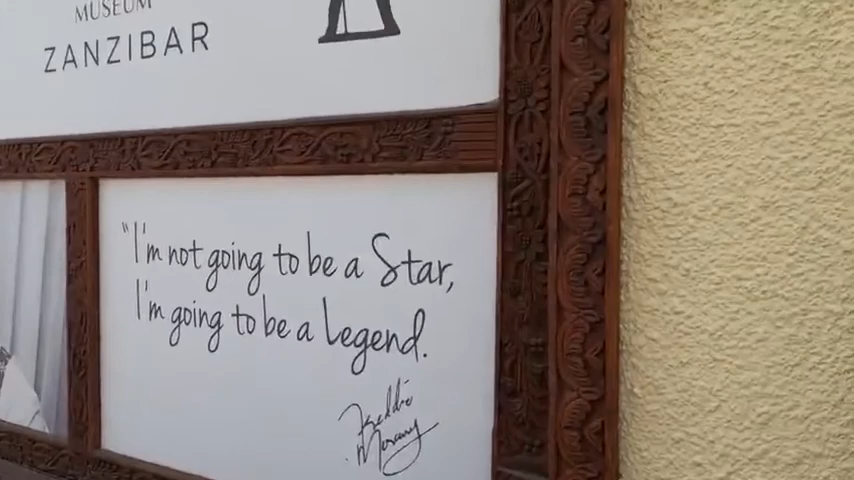 MUSEUM
ZANZIBAR
"I'm not going to be a Star,
I'm going to be a Legend.
Freddie
Mercury